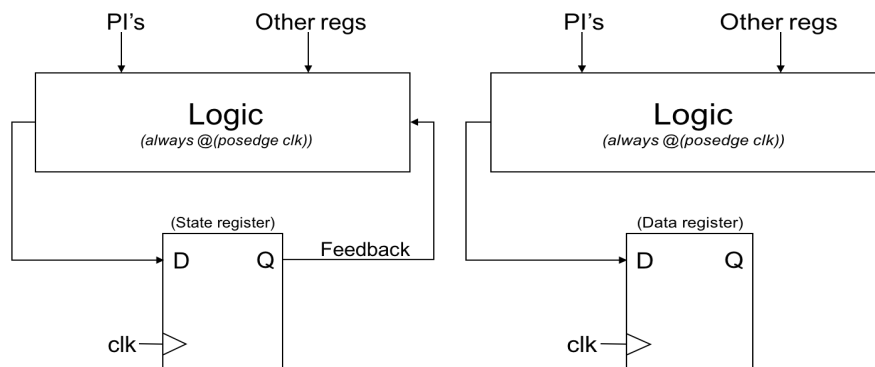 PI's Other regs
Logic
(always @(posedge clk))
(State register)
D Q
Feedback
clk
PI's Other regs
Logic
(always @(posedge clk))
(Data register)
D Q
clk